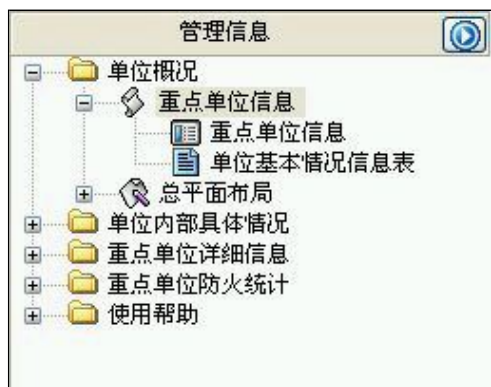 管理信息
单位概况
重点单位信息
重点单位信息
单位基本情况信息表
总平面布局
单位内部具体情况
重点单位详细信息
重点单位防火统计
使用帮助